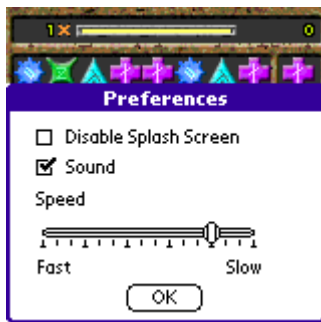 1× 0
Preferences
Disable Splash Screen
Sound
Speed
Fast Slow
OK